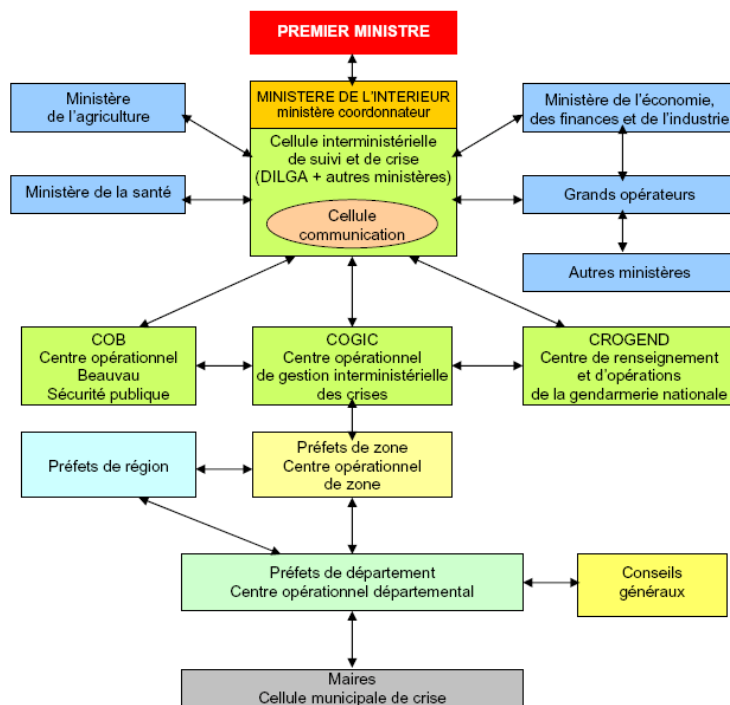 PREMIER MINISTRE
MINISTERE DE L'INTERIEUR
ministère coordonnateur
Ministère
de l'agriculture
Ministère de l'économie,
des finances et de l'industrie
Cellule interministérielle
de suivi et de crise
(DILGA + autres ministères)
Ministère de la santé
Grands opérateurs
Cellule
communication
Autres ministères
COB
Centre opérationnel
Beauvau
Sécurité publique
COGIC
Centre opérationnel
de gestion interministérielle
des crises
CROGEND
Centre de renseignement
et d'opérations
de la gendarmerie nationale
Préfets de région
Préfets de zone
Centre opérationnel
de zone
Préfets de département
Centre opérationnel départemental
Conseils
généraux
Maires
Cellule municipale de crise